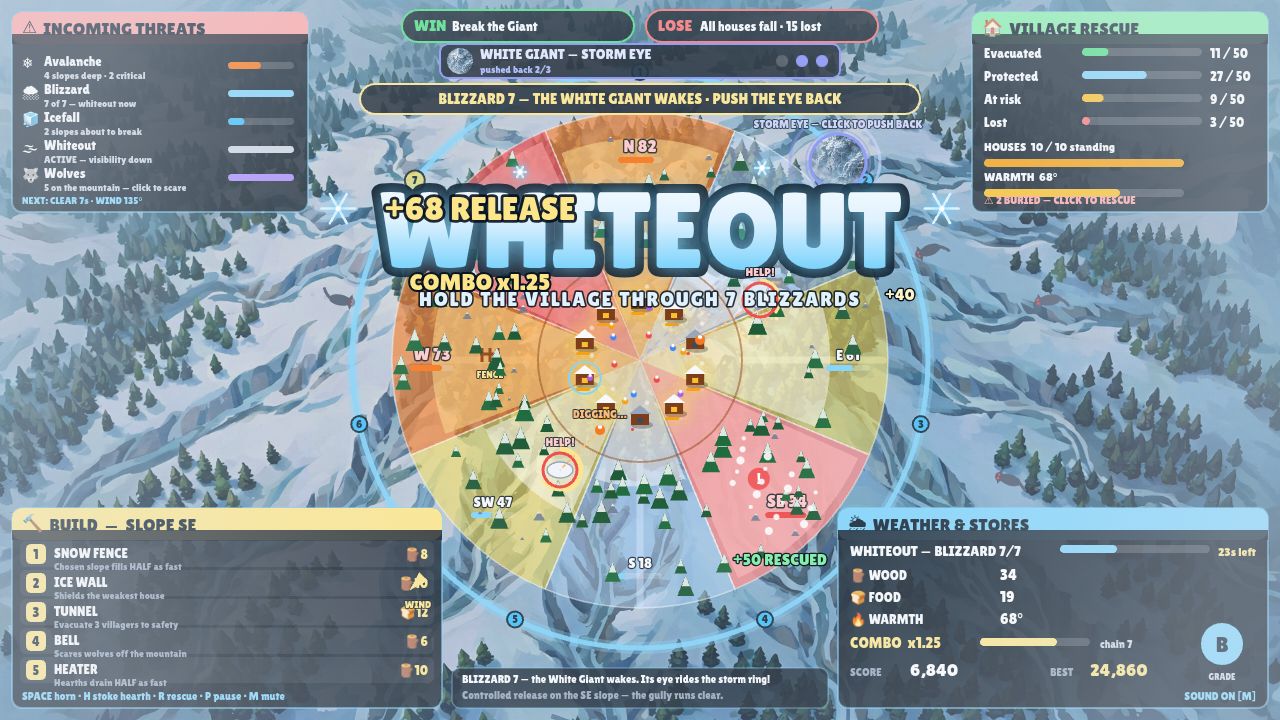 ⚠ INCOMING THREATS
Avalanche
4 slopes deep · 2 critical
Blizzard
7 of 7 — whiteout now
Icefall
2 slopes about to break
Whiteout
ACTIVE — visibility down
Wolves
5 on the mountain — click to scare
NEXT: CLEAR 7s · WIND 135°
WIN Break the Giant
LOSE All houses fall · 15 lost
WHITE GIANT — STORM EYE
pushed back 2/3
BLIZZARD 7 — THE WHITE GIANT WAKES · PUSH THE EYE BACK
STORM EYE — CLICK TO PUSH BACK
VILLAGE RESCUE
Evacuated 11 / 50
Protected 27 / 50
At risk 9 / 50
Lost 3 / 50
HOUSES 10 / 10 standing
WARMTH 68°
⚠ 2 BURIED — CLICK TO RESCUE
N 82
7
2
+68 RELEASE
WHITEOUT
COMBO x1.25
HELP!
HOLD THE VILLAGE THROUGH 7 BLIZZARDS
+40
W 73
DIGGING...
6
3
HELP!
SW 47
S 18
+50 RESCUED
5
4
BUILD — SLOPE SE
1 SNOW FENCE 8
Chosen slope fills HALF as fast
2 ICE WALL
Shields the weakest house
WIND
3 TUNNEL 12
Evacuate 3 villagers to safety
4 BELL 6
Scares wolves off the mountain
5 HEATER 10
Hearths drain HALF as fast
SPACE horn · H stoke hearth · R rescue · P pause · M mute
BLIZZARD 7 — the White Giant wakes. Its eye rides the storm ring!
Controlled release on the SE slope — the gully runs clear.
WEATHER & STORES
WHITEOUT — BLIZZARD 7/7 23s left
WOOD 34
FOOD 19
WARMTH 68°
COMBO x1.25 chain 7
SCORE 6,840 BEST 24,860
B
GRADE
SOUND ON [M]